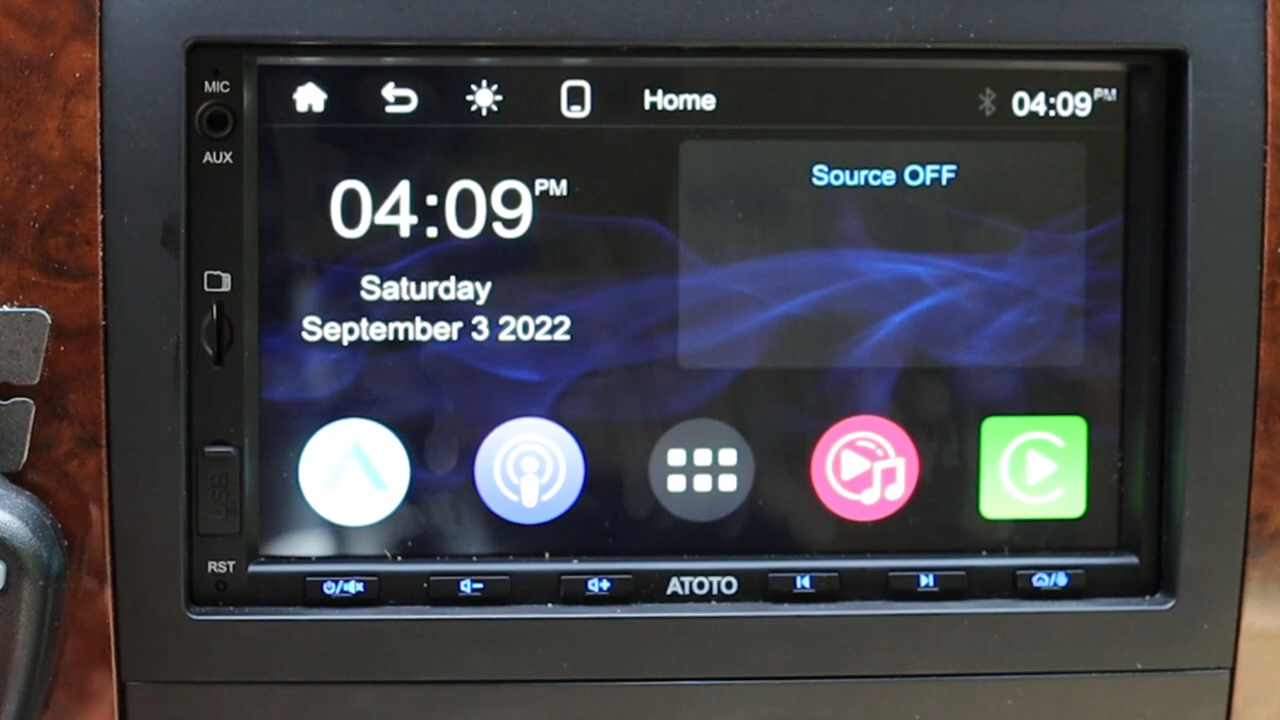 MIC
AUX
Home
04:09PM
04:09PM
Source OFF
Saturday
September 3 2022
USB
RST
ATOTO